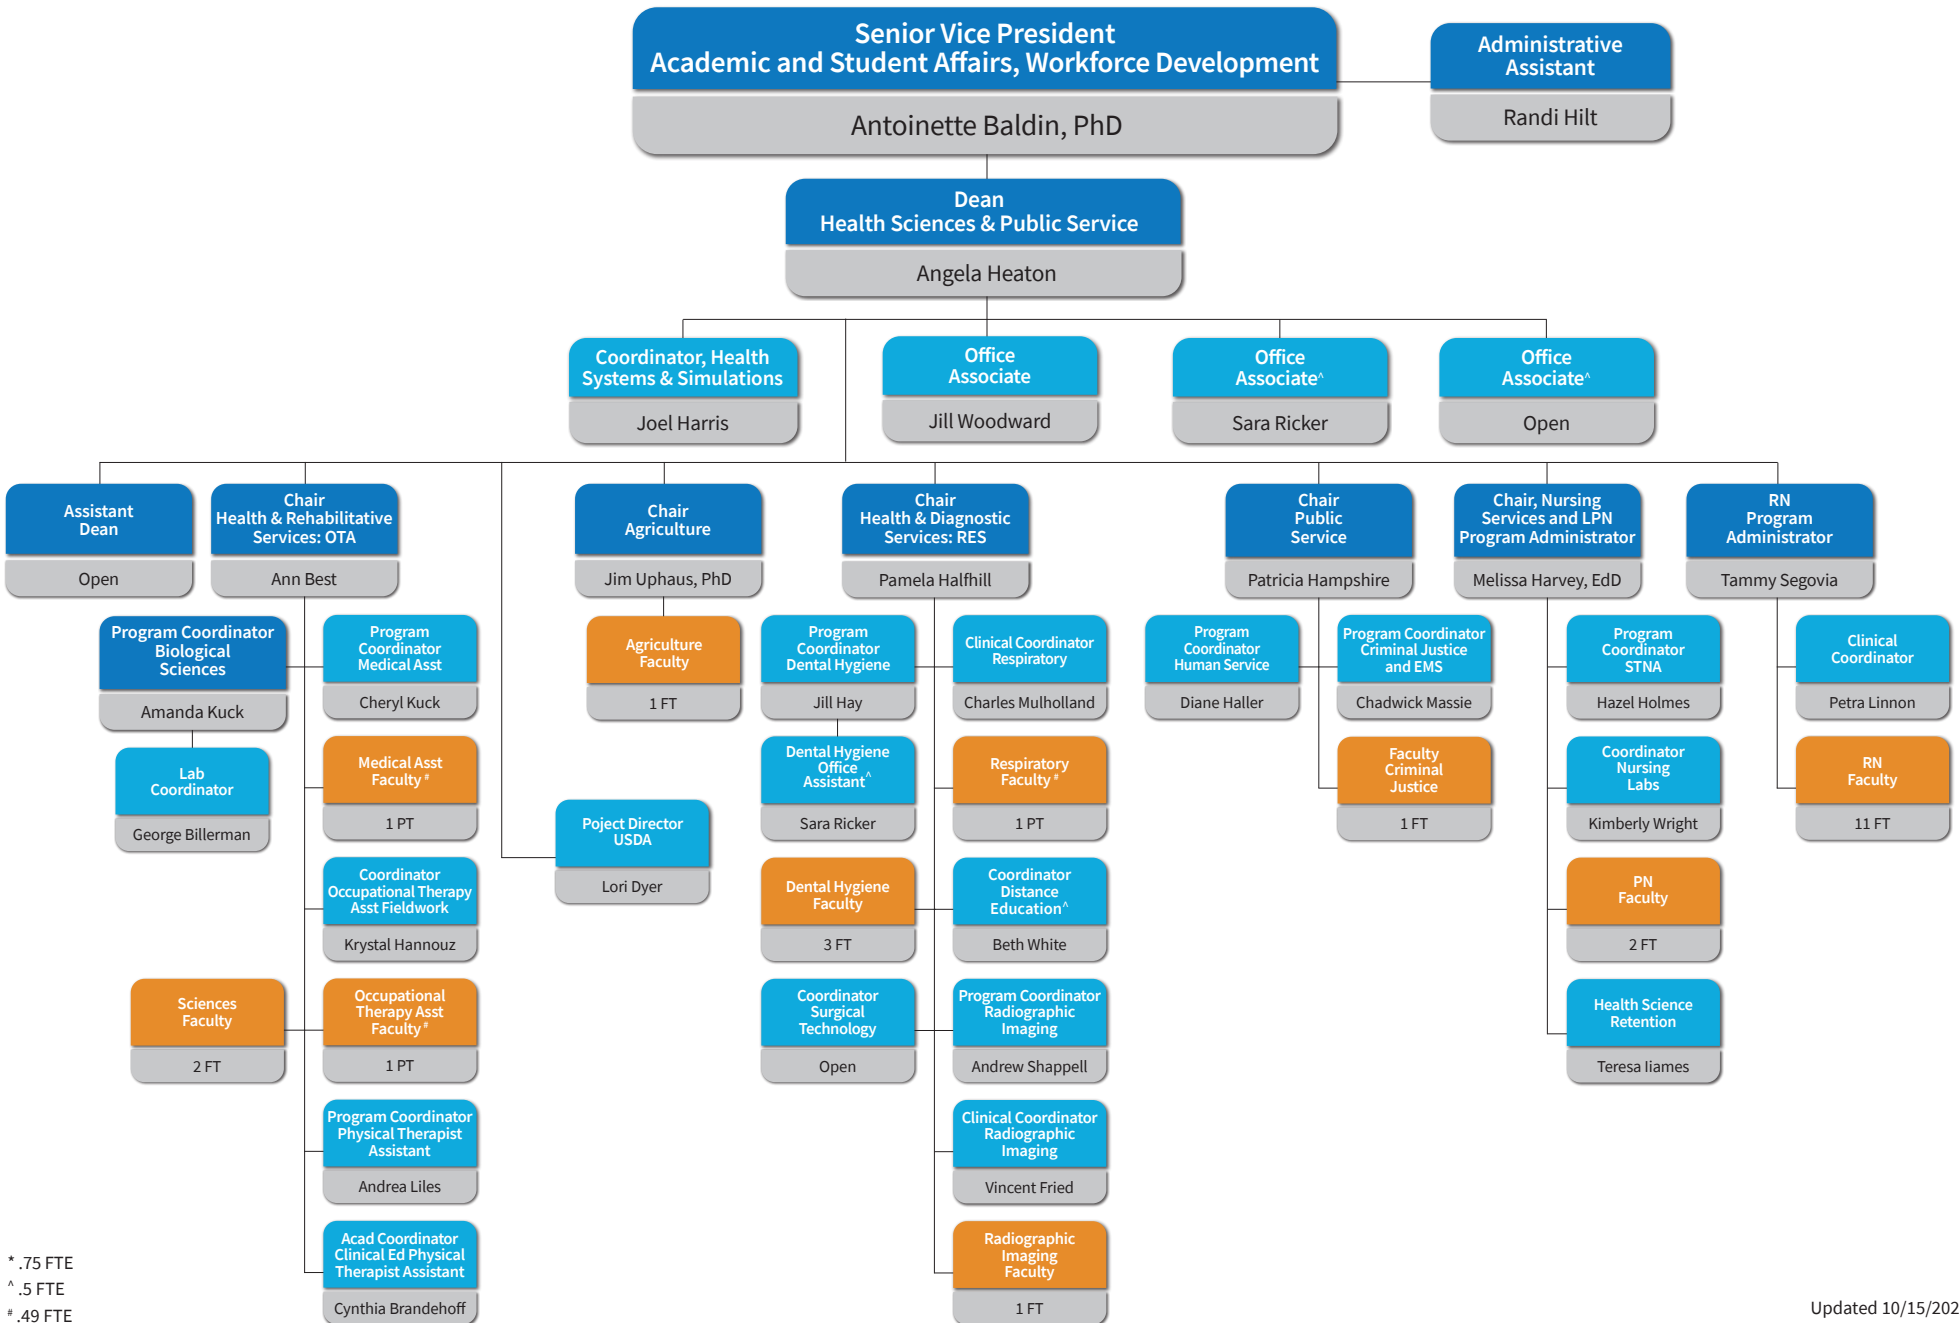 Senior Vice President
Academic and Student Affairs, Workforce Development
Antoinette Baldin, PhD
Administrative
Assistant
Randi Hilt
Dean
Health Sciences & Public Service
Angela Heaton
Coordinator, Health
Systems & Simulations
Joel Harris
Office
Associate
Jill Woodward
Office
Associate^
Sara Ricker
Office
Associate^
Open
Assistant
Dean
Open
Chair
Health & Rehabilitative
Services: OTA
Ann Best
Chair
Agriculture
Jim Uphaus, PhD
Chair
Health & Diagnostic
Services: RES
Pamela Halfhill
Chair
Public
Service
Patricia Hampshire
Chair, Nursing
Services and LPN
Program Administrator
Melissa Harvey, EdD
RN
Program
Administrator
Tammy Segovia
Program Coordinator
Biological
Sciences
Amanda Kuck
Program
Coordinator
Medical Asst
Cheryl Kuck
Agriculture
Faculty
1 FT
Program
Coordinator
Dental Hygiene
Jill Hay
Clinical Coordinator
Respiratory
Charles Mulholland
Program
Coordinator
Human Service
Diane Haller
Program Coordinator
Criminal Justice
and EMS
Chadwick Massie
Program
Coordinator
STNA
Hazel Holmes
Clinical
Coordinator
Petra Linnon
Lab
Coordinator
George Billerman
Medical Asst
Faculty #
1 PT
Poject Director
USDA
Lori Dyer
Dental Hygiene
Office
Assistant^
Sara Ricker
Respiratory
Faculty #
1 PT
Faculty
Criminal
Justice
1 FT
Coordinator
Nursing
Labs
Kimberly Wright
RN
Faculty
11 FT
Coordinator
Occupational Therapy
Asst Fieldwork
Krystal Hannouz
Dental Hygiene
Faculty
3 FT
Coordinator
Distance
Education^
Beth White
PN
Faculty
2 FT
Sciences
Faculty
2 FT
Occupational
Therapy Asst
Faculty #
1 PT
Coordinator
Surgical
Technology
Open
Program Coordinator
Radiographic
Imaging
Andrew Shappell
Health Science
Retention
Teresa Iiames
Program Coordinator
Physical Therapist
Assistant
Andrea Liles
Clinical Coordinator
Radiographic
Imaging
Vincent Fried
Acad Coordinator
Clinical Ed Physical
Therapist Assistant
Cynthia Brandehoff
Radiographic
Imaging
Faculty
1 FT
* .75 FTE
^ .5 FTE
# .49 FTE
Updated 10/15/202